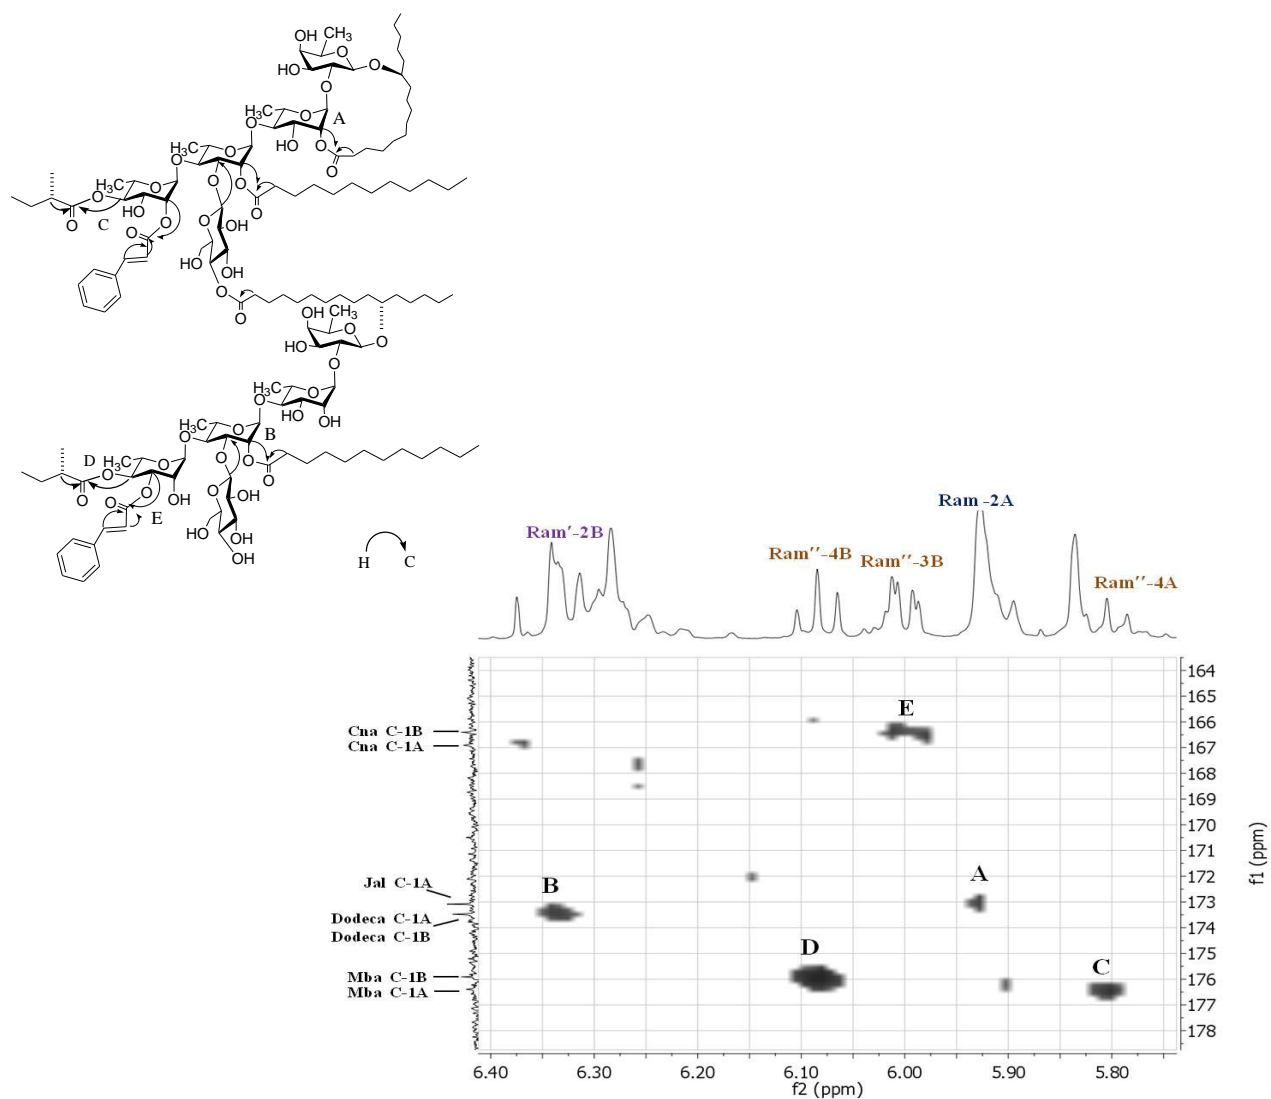 OH CH₃
O
HO O
O
H₃C O A
O
HO O
H₃C O
O O
O
H₃C O O
O O
HO
O C O
O O OH
HO OH
O
O
OH CH₃
O
HO O
O
H₃C O
O
HO OH
H₃C O B
O
O O
D H₃C O O
O
O O
O OH O OH
O E
HO OH
OH
H C
Ram′-2B
Ram′′-4B
Ram′′-3B
Ram -2A
Ram′′-4A
Cna C-1B
Cna C-1A
Jal C-1A
Dodeca C-1A
Dodeca C-1B
Mba C-1B
Mba C-1A
E
B
A
D
C
164
165
166
167
168
169
170
171
172
173
174
175
176
177
178
f1 (ppm)
6.40 6.30 6.20 6.10 6.00 5.90 5.80
f2 (ppm)